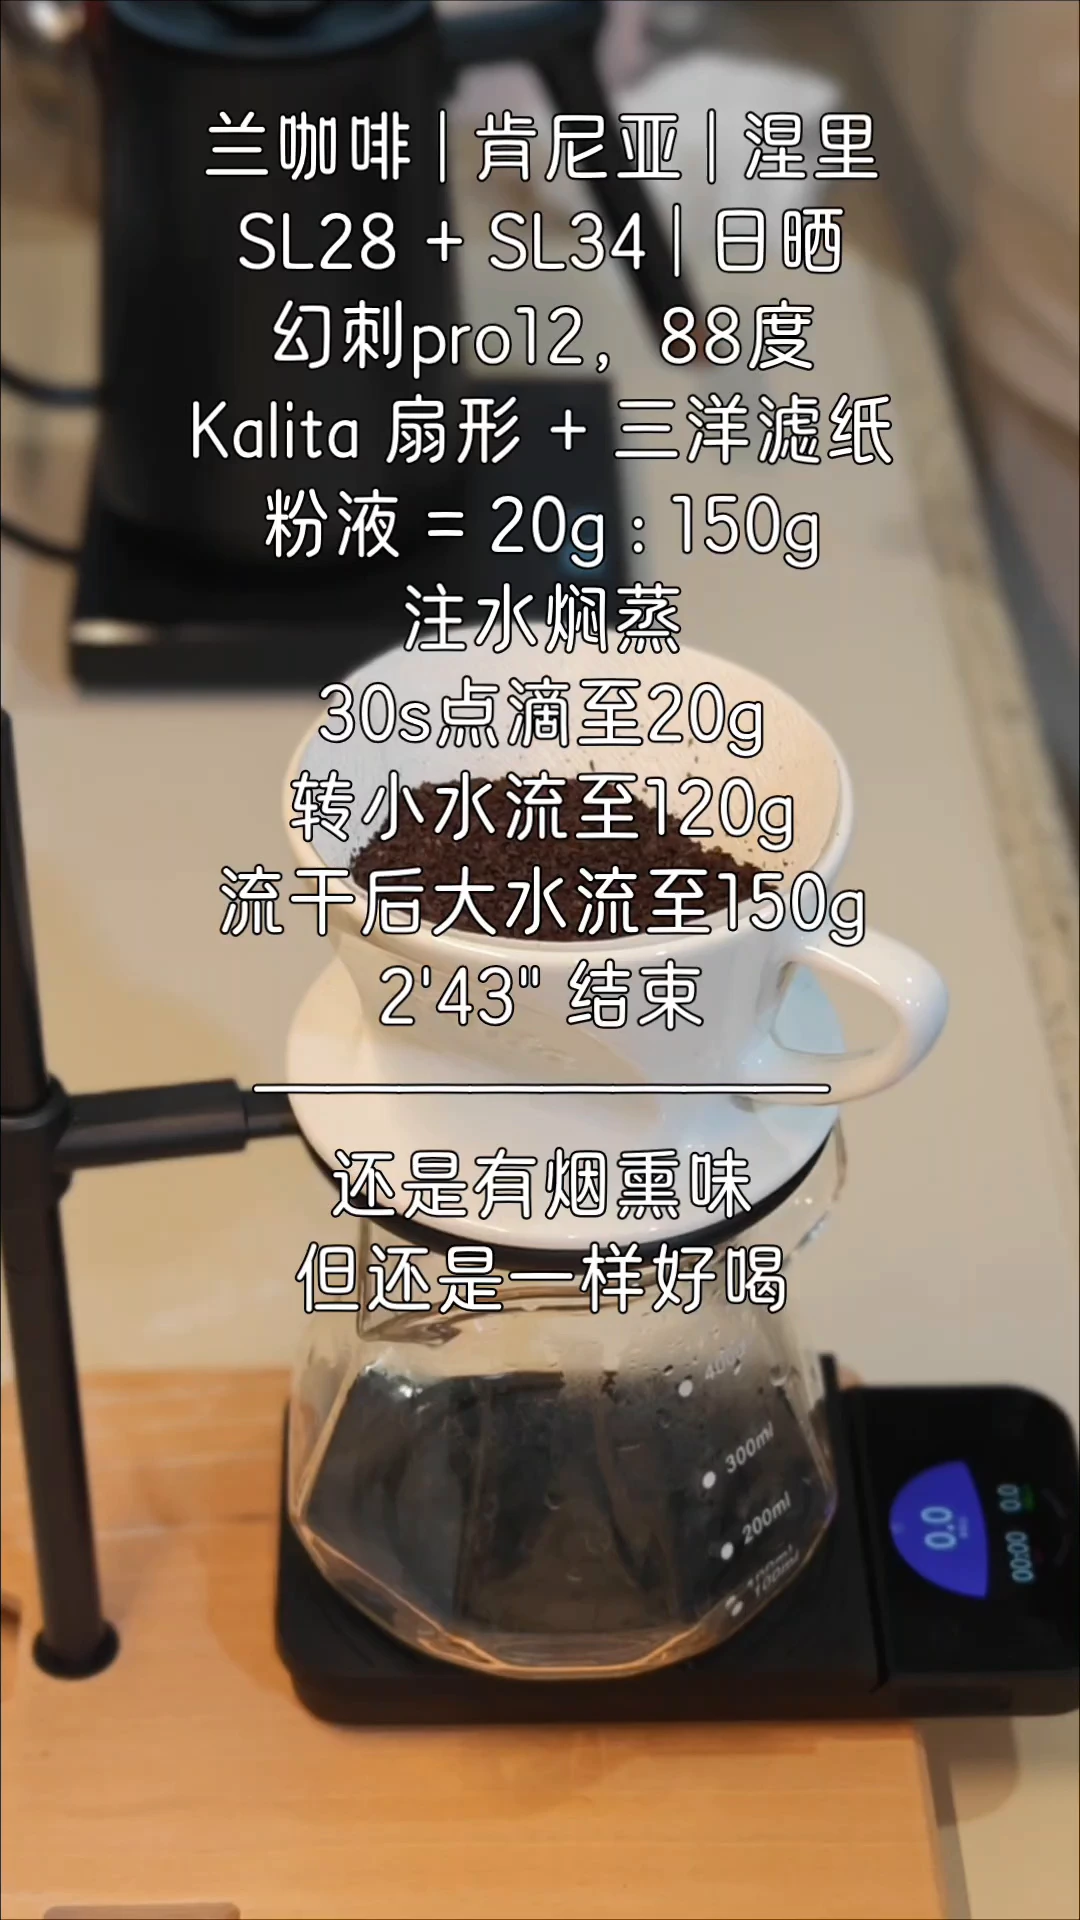 兰咖啡 | 肯尼亚 | 涅里
SL28 + SL34 | 日晒
幻刺pro12，88度
Kalita 扇形 + 三洋滤纸
粉液 = 20g : 150g
注水焖蒸
30s点滴至20g
转小水流至120g
流干后大水流至150g
2'43" 结束
还是有烟熏味
但还是一样好喝
400ml
300ml
200ml
100ml
0.0
00:00 0.0